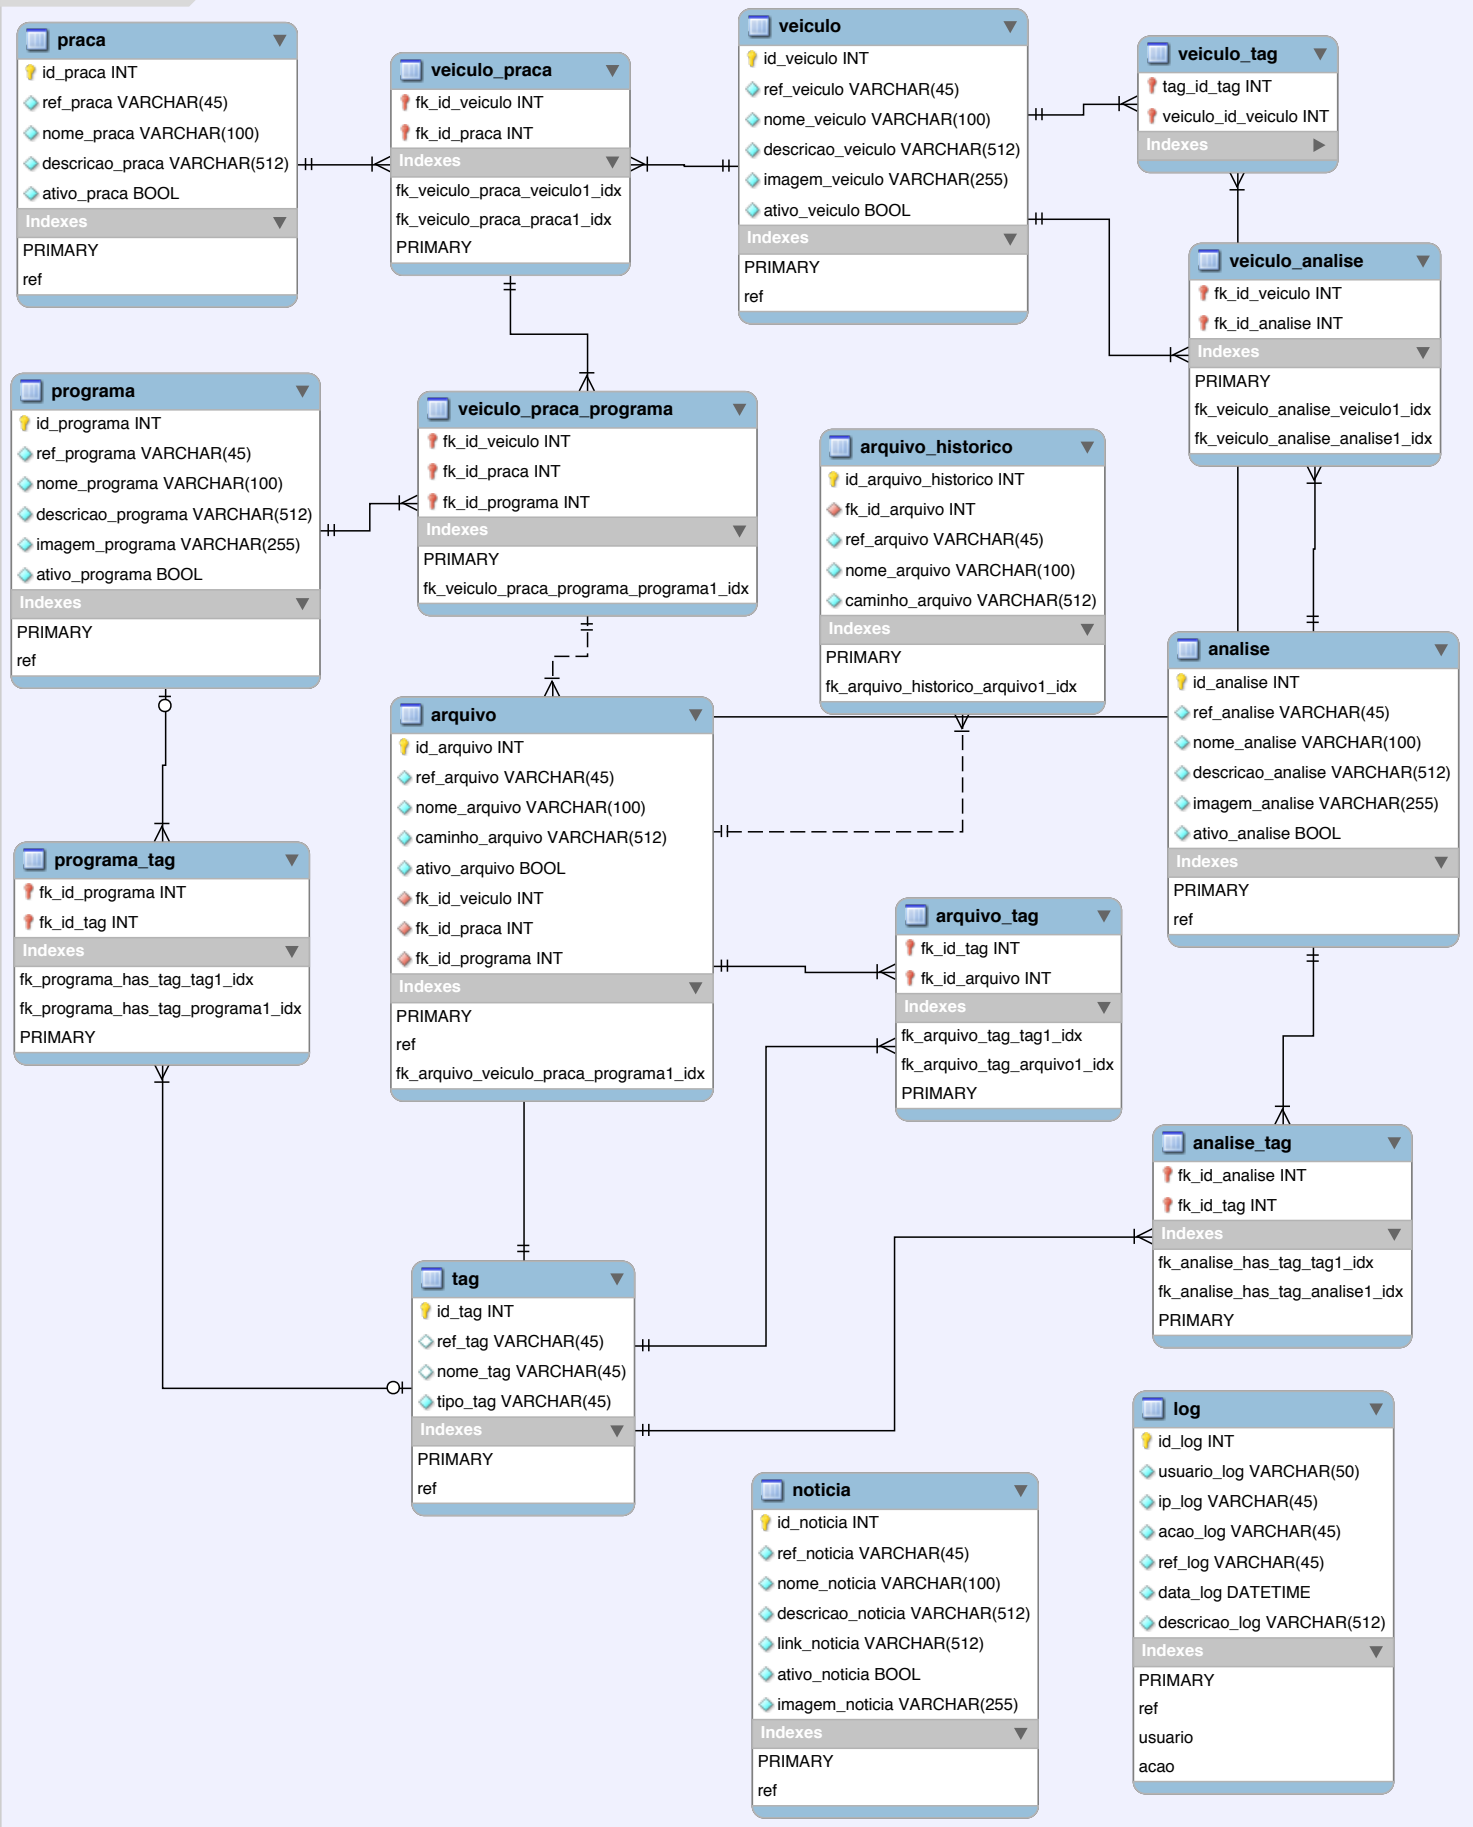 praca
id_praca INT
ref_praca VARCHAR(45)
nome_praca VARCHAR(100)
descricao_praca VARCHAR(512)
ativo_praca BOOL
Indexes
PRIMARY
ref
veiculo_praca
fk_id_veiculo INT
fk_id_praca INT
Indexes
fk_veiculo_praca_veiculo1_idx
fk_veiculo_praca_praca1_idx
PRIMARY
veiculo
id_veiculo INT
ref_veiculo VARCHAR(45)
nome_veiculo VARCHAR(100)
descricao_veiculo VARCHAR(512)
imagem_veiculo VARCHAR(255)
ativo_veiculo BOOL
Indexes
PRIMARY
ref
veiculo_tag
tag_id_tag INT
veiculo_id_veiculo INT
Indexes
veiculo_analise
fk_id_veiculo INT
fk_id_analise INT
Indexes
PRIMARY
fk_veiculo_analise_veiculo1_idx
fk_veiculo_analise_analise1_idx
programa
id_programa INT
ref_programa VARCHAR(45)
nome_programa VARCHAR(100)
descricao_programa VARCHAR(512)
imagem_programa VARCHAR(255)
ativo_programa BOOL
Indexes
PRIMARY
ref
veiculo_praca_programa
fk_id_veiculo INT
fk_id_praca INT
fk_id_programa INT
Indexes
PRIMARY
fk_veiculo_praca_programa_programa1_idx
arquivo_historico
id_arquivo_historico INT
fk_id_arquivo INT
ref_arquivo VARCHAR(45)
nome_arquivo VARCHAR(100)
caminho_arquivo VARCHAR(512)
Indexes
PRIMARY
fk_arquivo_historico_arquivo1_idx
analise
id_analise INT
ref_analise VARCHAR(45)
nome_analise VARCHAR(100)
descricao_analise VARCHAR(512)
imagem_analise VARCHAR(255)
ativo_analise BOOL
Indexes
PRIMARY
ref
arquivo
id_arquivo INT
ref_arquivo VARCHAR(45)
nome_arquivo VARCHAR(100)
caminho_arquivo VARCHAR(512)
ativo_arquivo BOOL
fk_id_veiculo INT
fk_id_praca INT
fk_id_programa INT
Indexes
PRIMARY
ref
fk_arquivo_veiculo_praca_programa1_idx
programa_tag
fk_id_programa INT
fk_id_tag INT
Indexes
fk_programa_has_tag_tag1_idx
fk_programa_has_tag_programa1_idx
PRIMARY
arquivo_tag
fk_id_tag INT
fk_id_arquivo INT
Indexes
fk_arquivo_tag_tag1_idx
fk_arquivo_tag_arquivo1_idx
PRIMARY
analise_tag
fk_id_analise INT
fk_id_tag INT
Indexes
fk_analise_has_tag_tag1_idx
fk_analise_has_tag_analise1_idx
PRIMARY
tag
id_tag INT
ref_tag VARCHAR(45)
nome_tag VARCHAR(45)
tipo_tag VARCHAR(45)
Indexes
PRIMARY
ref
noticia
id_noticia INT
ref_noticia VARCHAR(45)
nome_noticia VARCHAR(100)
descricao_noticia VARCHAR(512)
link_noticia VARCHAR(512)
ativo_noticia BOOL
imagem_noticia VARCHAR(255)
Indexes
PRIMARY
ref
log
id_log INT
usuario_log VARCHAR(50)
ip_log VARCHAR(45)
acao_log VARCHAR(45)
ref_log VARCHAR(45)
data_log DATETIME
descricao_log VARCHAR(512)
Indexes
PRIMARY
ref
usuario
acao